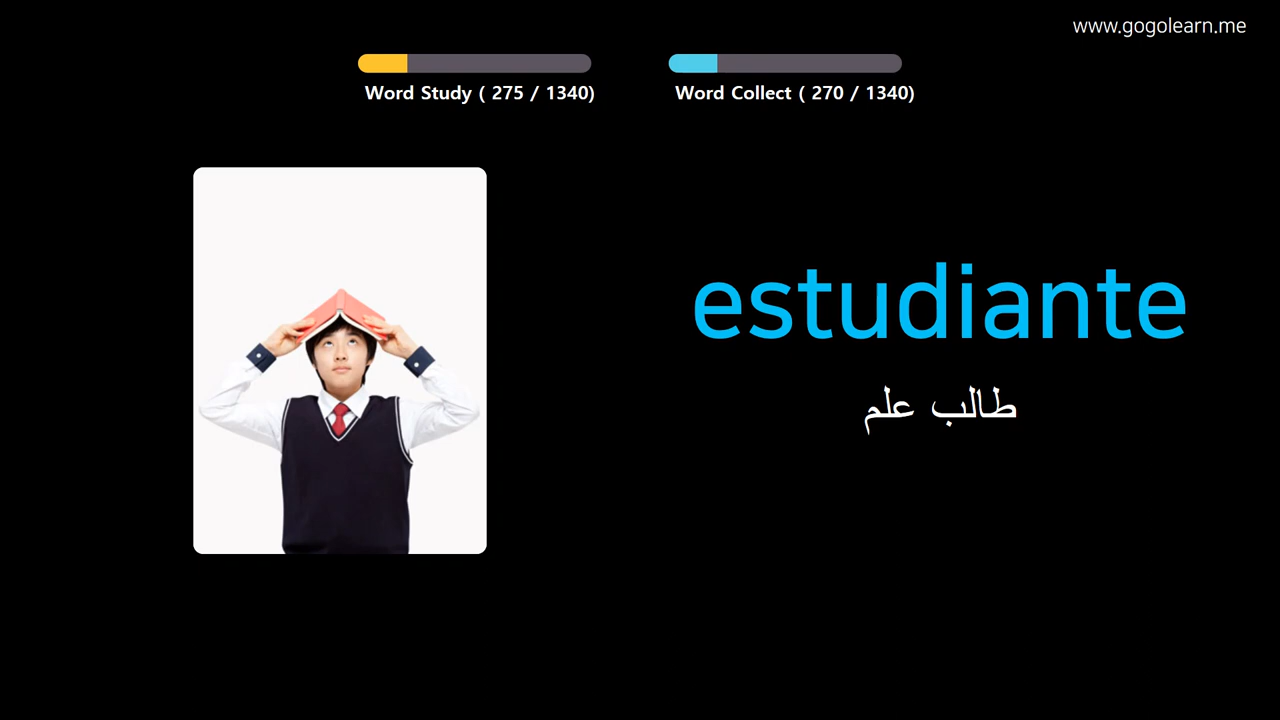 www.gogolearn.me
Word Study ( 275 / 1340)
Word Collect ( 270 / 1340)
estudiante
طالب علم